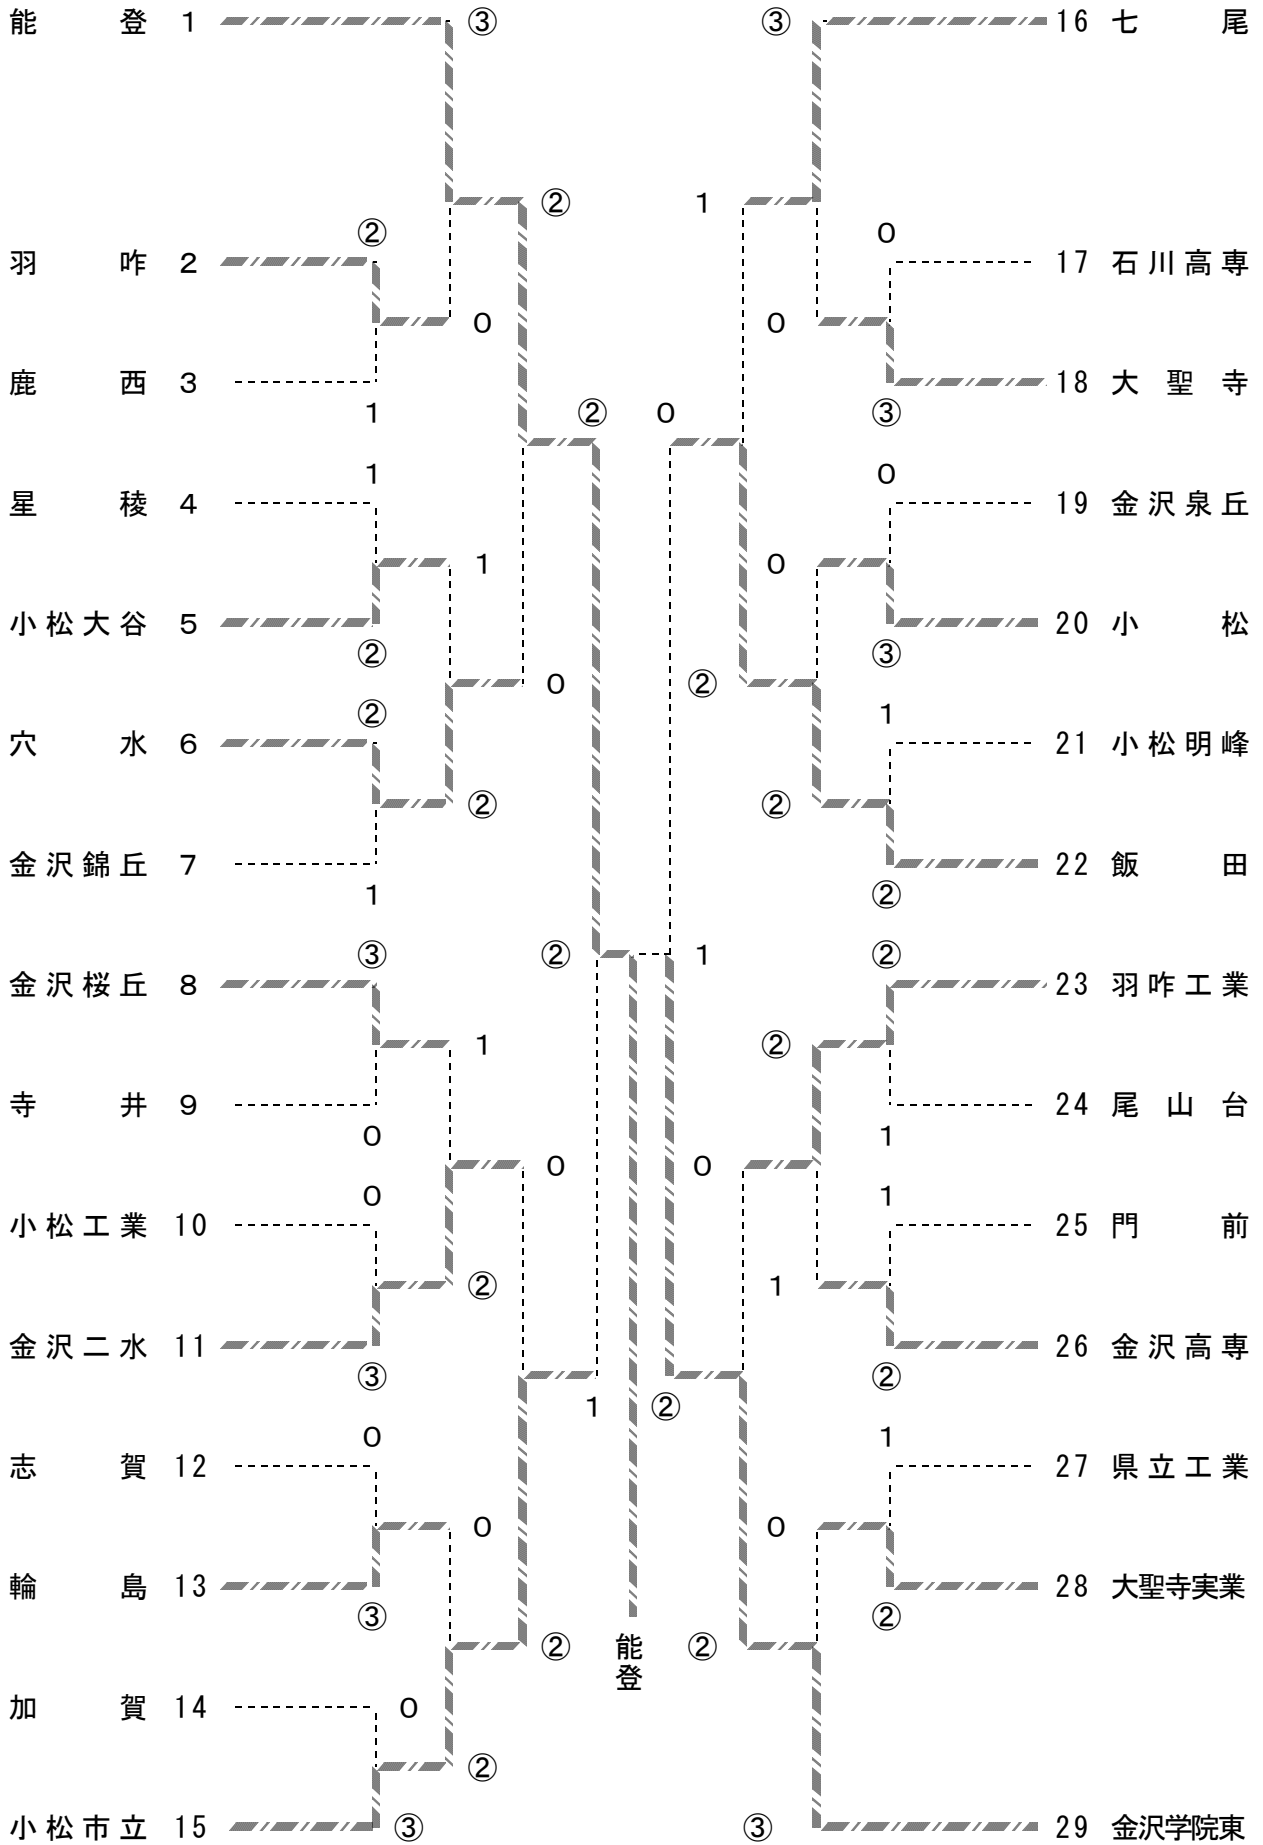 能登 1 ③ ③ 16 七尾
② 1
② 0
羽咋 2 17 石川高専
0 0
鹿西 3 18 大聖寺
1 ② 0 ③
1 0
星稜 4 19 金沢泉丘
1 0
小松大谷 5 20 小松
② ③
0 ②
② 1
穴水 6 21 小松明峰
② ②
金沢錦丘 7 22 飯田
1 ②
③ ② 1 ②
金沢桜丘 8 23 羽咋工業
1 ②
寺井 9 24 尾山台
0 1
0 0
0 1
小松工業 10 25 門前
② 1
金沢二水 11 26 金沢高専
③ ②
1 ②
0 1
志賀 12 27 県立工業
0 0
輪島 13 28 大聖寺実業
③ ②
② 能登 ②
加賀 14 0
②
小松市立 15 ③ ③ 29 金沢学院東